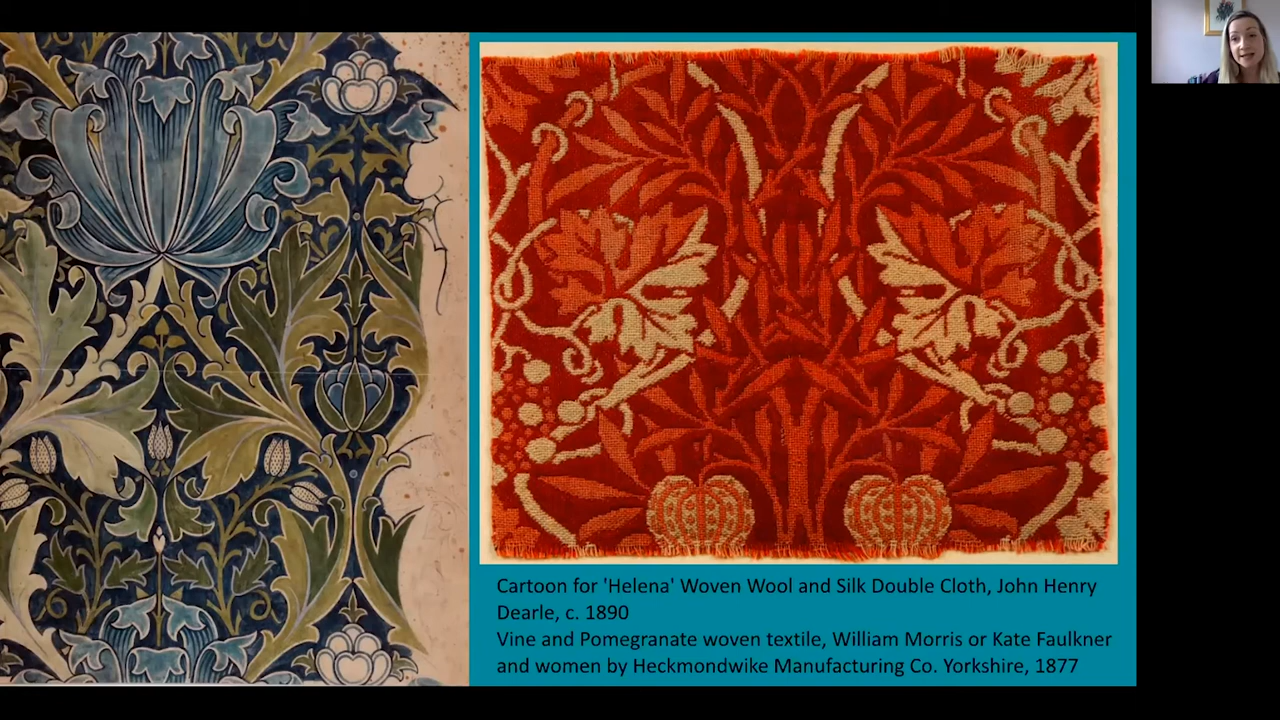 Cartoon for 'Helena' Woven Wool and Silk Double Cloth, John Henry
Dearle, c. 1890
Vine and Pomegranate woven textile, William Morris or Kate Faulkner
and women by Heckmondwike Manufacturing Co. Yorkshire, 1877